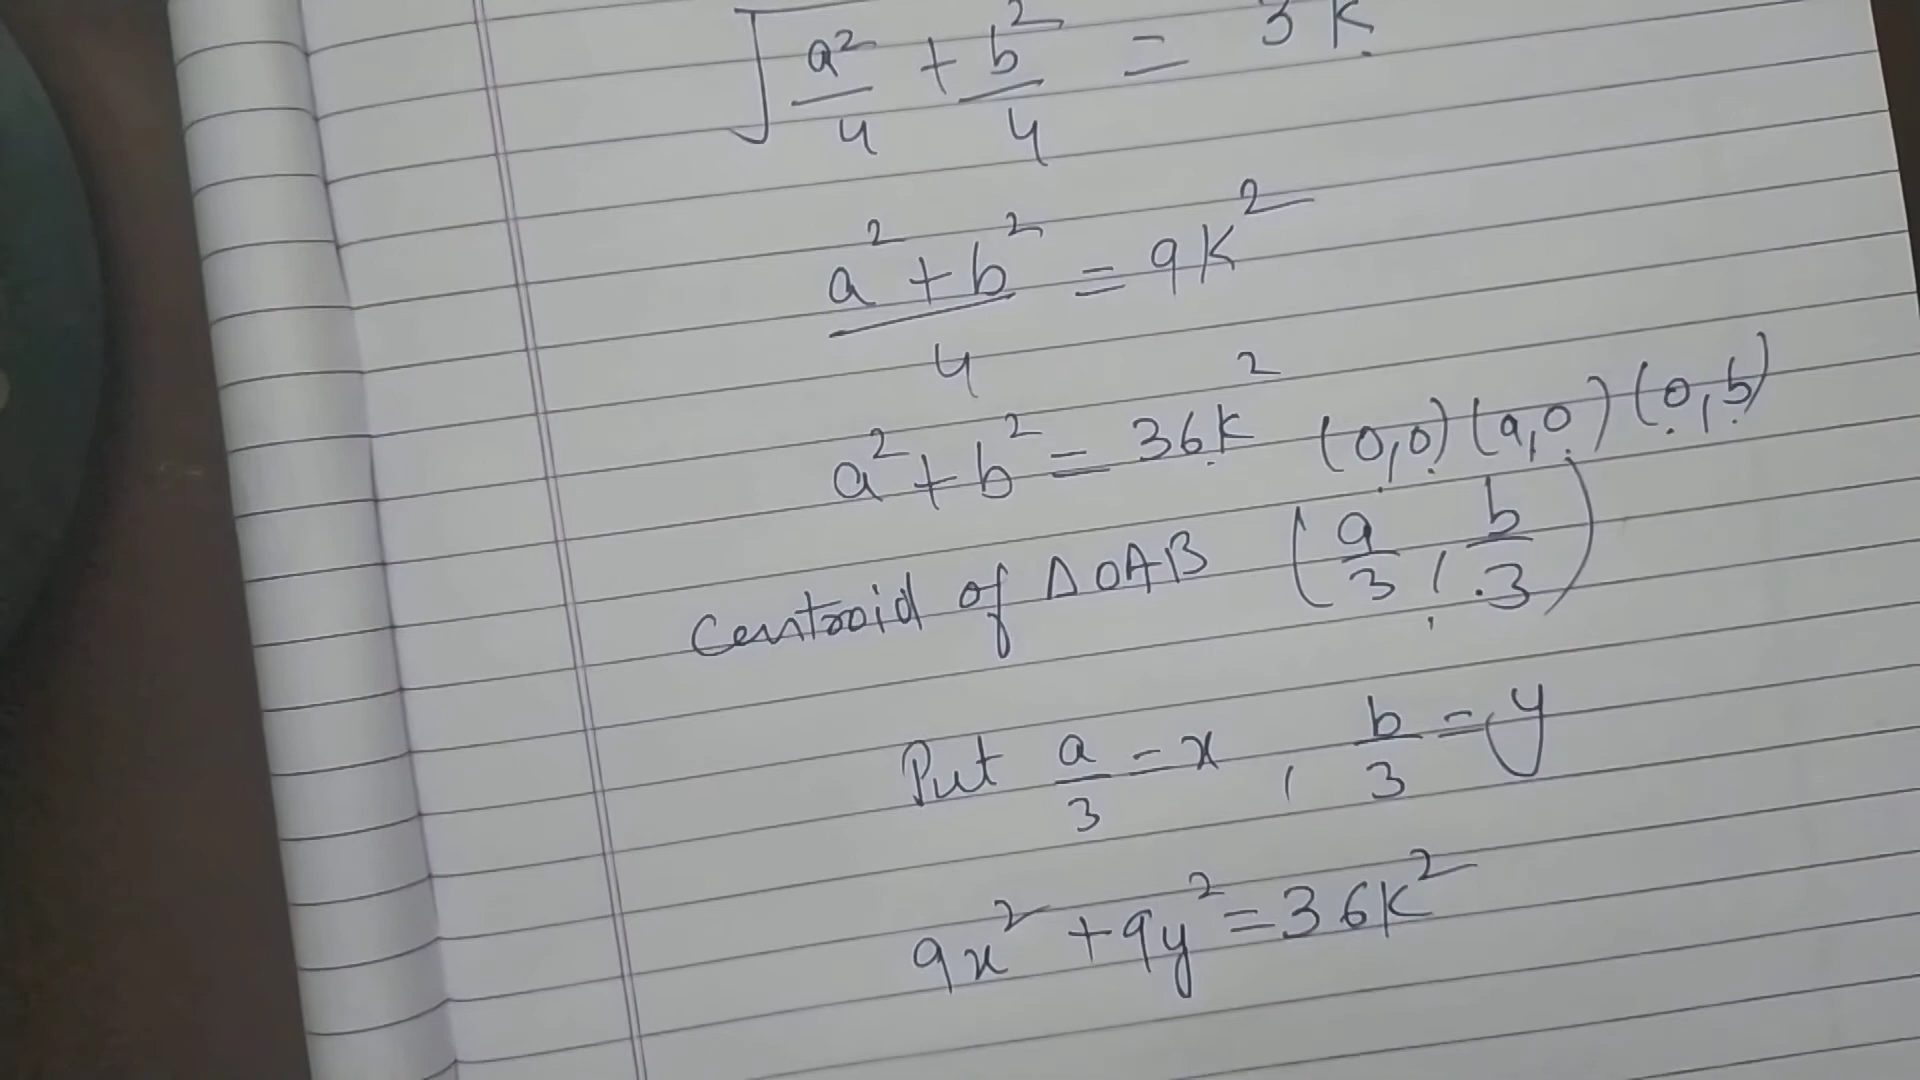 √(a²/4 + b²/4) = 3K
(a² + b²)/4 = 9K²
a² + b² = 36K² (0,0) (a,0) (0,b)
Centroid of ΔOAB (a/3, b/3)
Put a/3 = x, b/3 = y
9x² + 9y² = 36K²